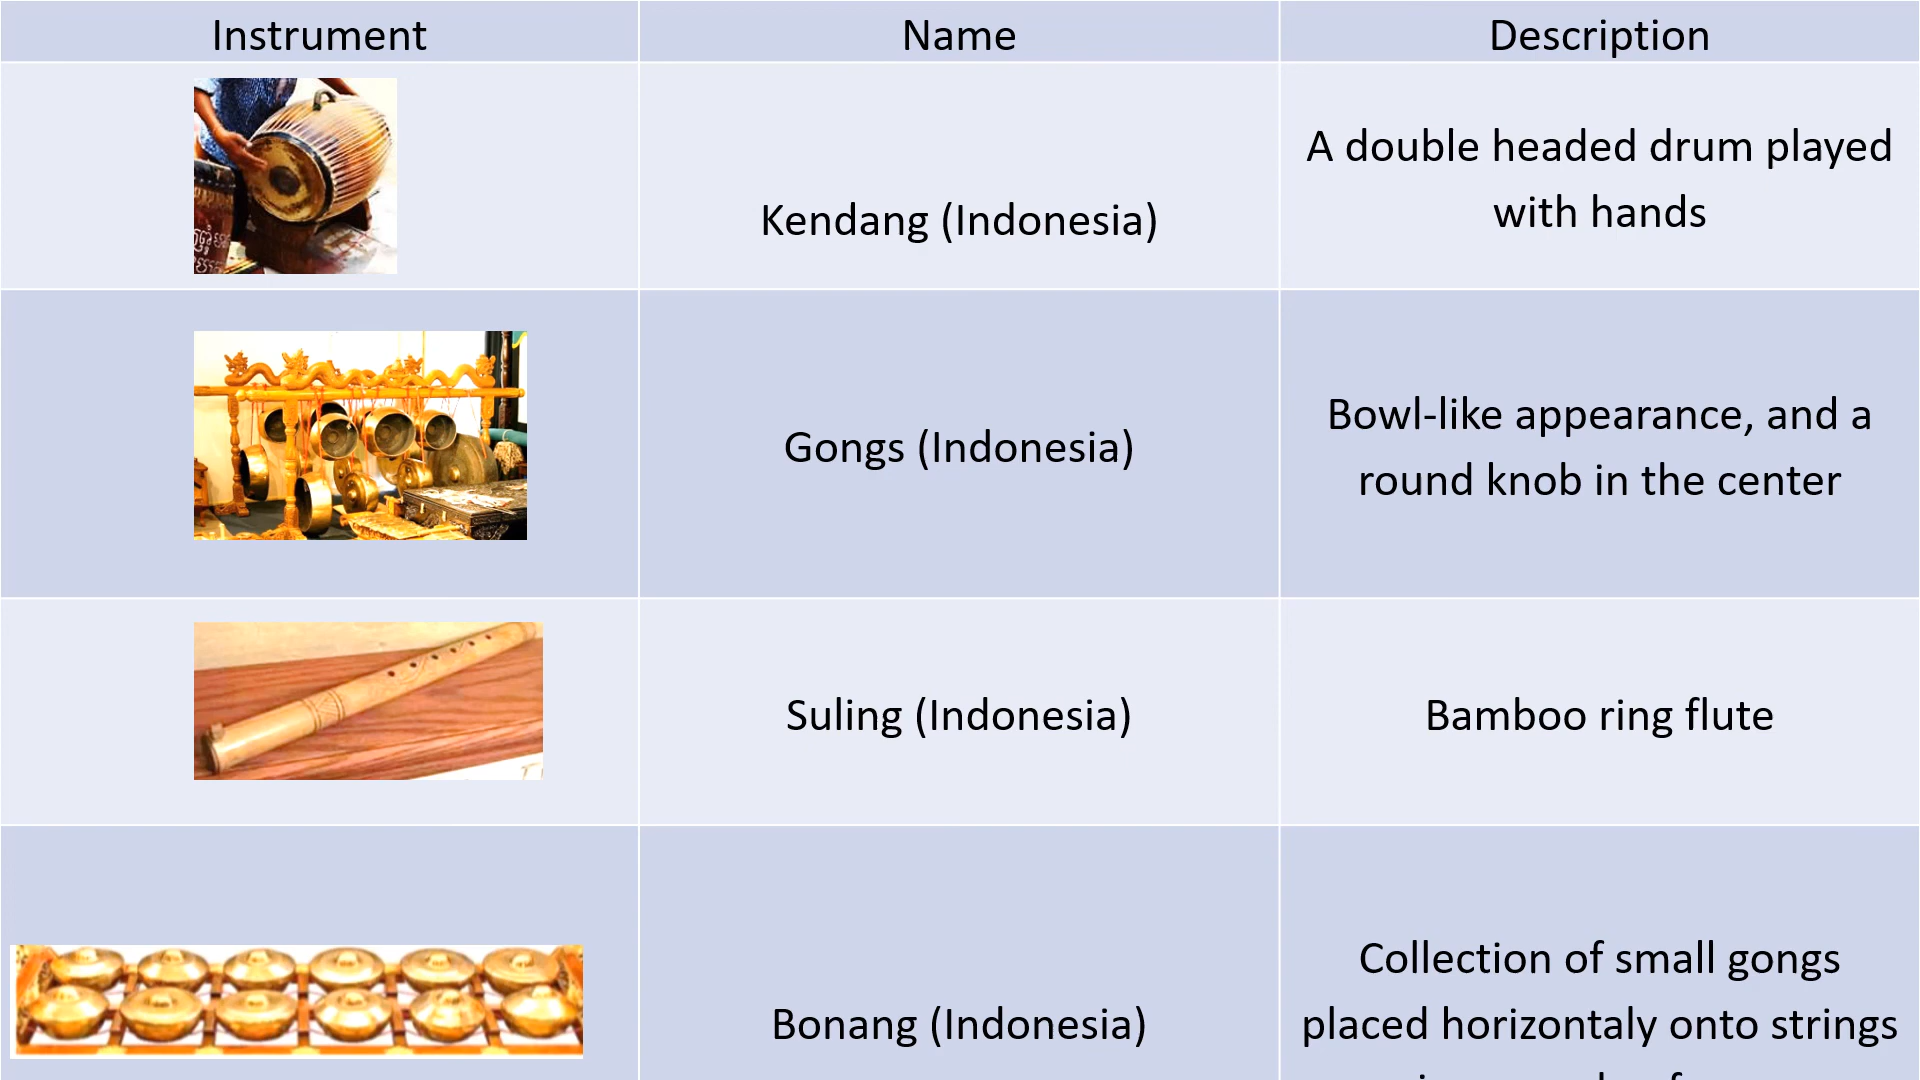 Instrument
Name
Description
Kendang (Indonesia)
A double headed drum played
with hands
Gongs (Indonesia)
Bowl-like appearance, and a
round knob in the center
Suling (Indonesia)
Bamboo ring flute
Bonang (Indonesia)
Collection of small gongs
placed horizontaly onto strings